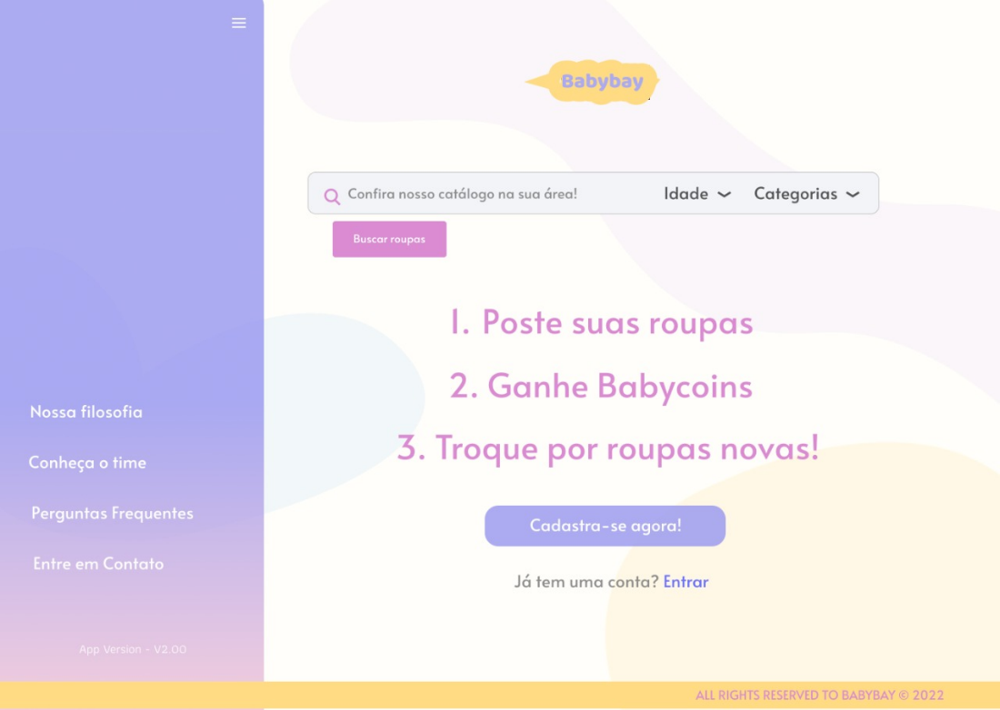 Babybay
Confira nosso catálogo na sua área! Idade Categorias
Buscar roupas
1. Poste suas roupas
2. Ganhe Babycoins
3. Troque por roupas novas!
Cadastra-se agora!
Já tem uma conta? Entrar
Nossa filosofia
Conheça o time
Perguntas Frequentes
Entre em Contato
App Version - V2.00
ALL RIGHTS RESERVED TO BABYBAY © 2022